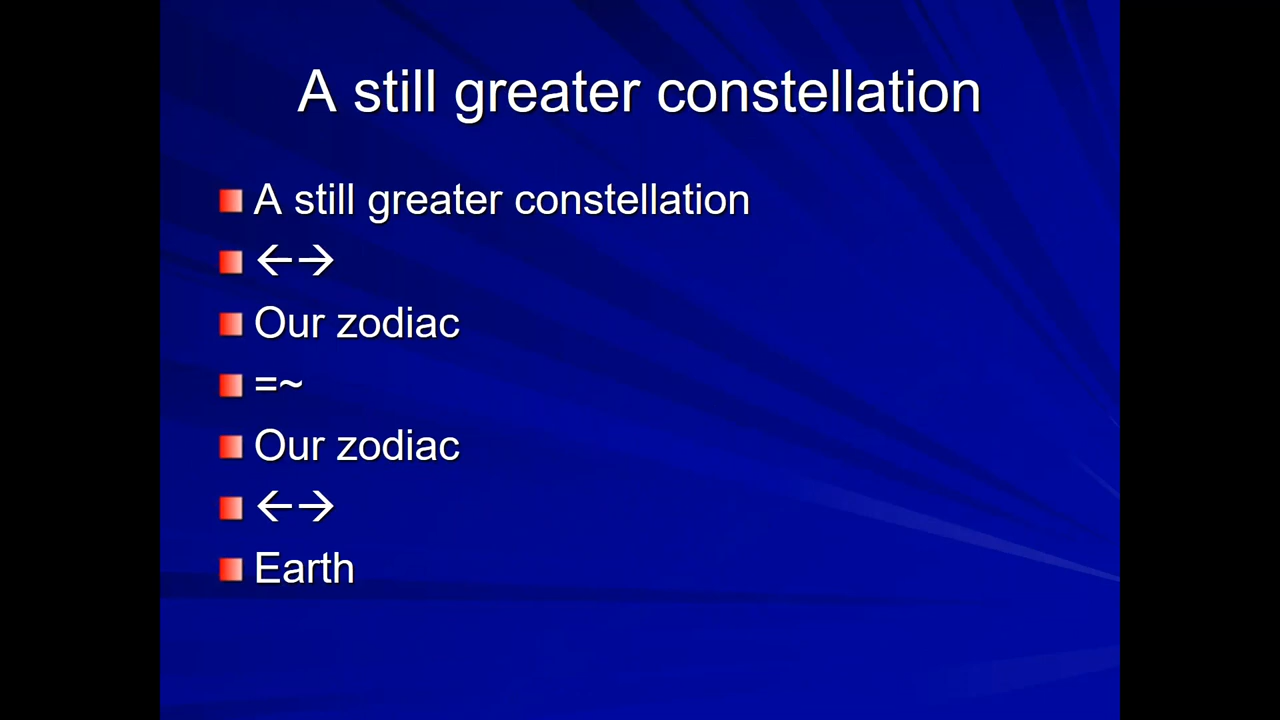 A still greater constellation
A still greater constellation
←→
Our zodiac
=~
Our zodiac
←→
Earth